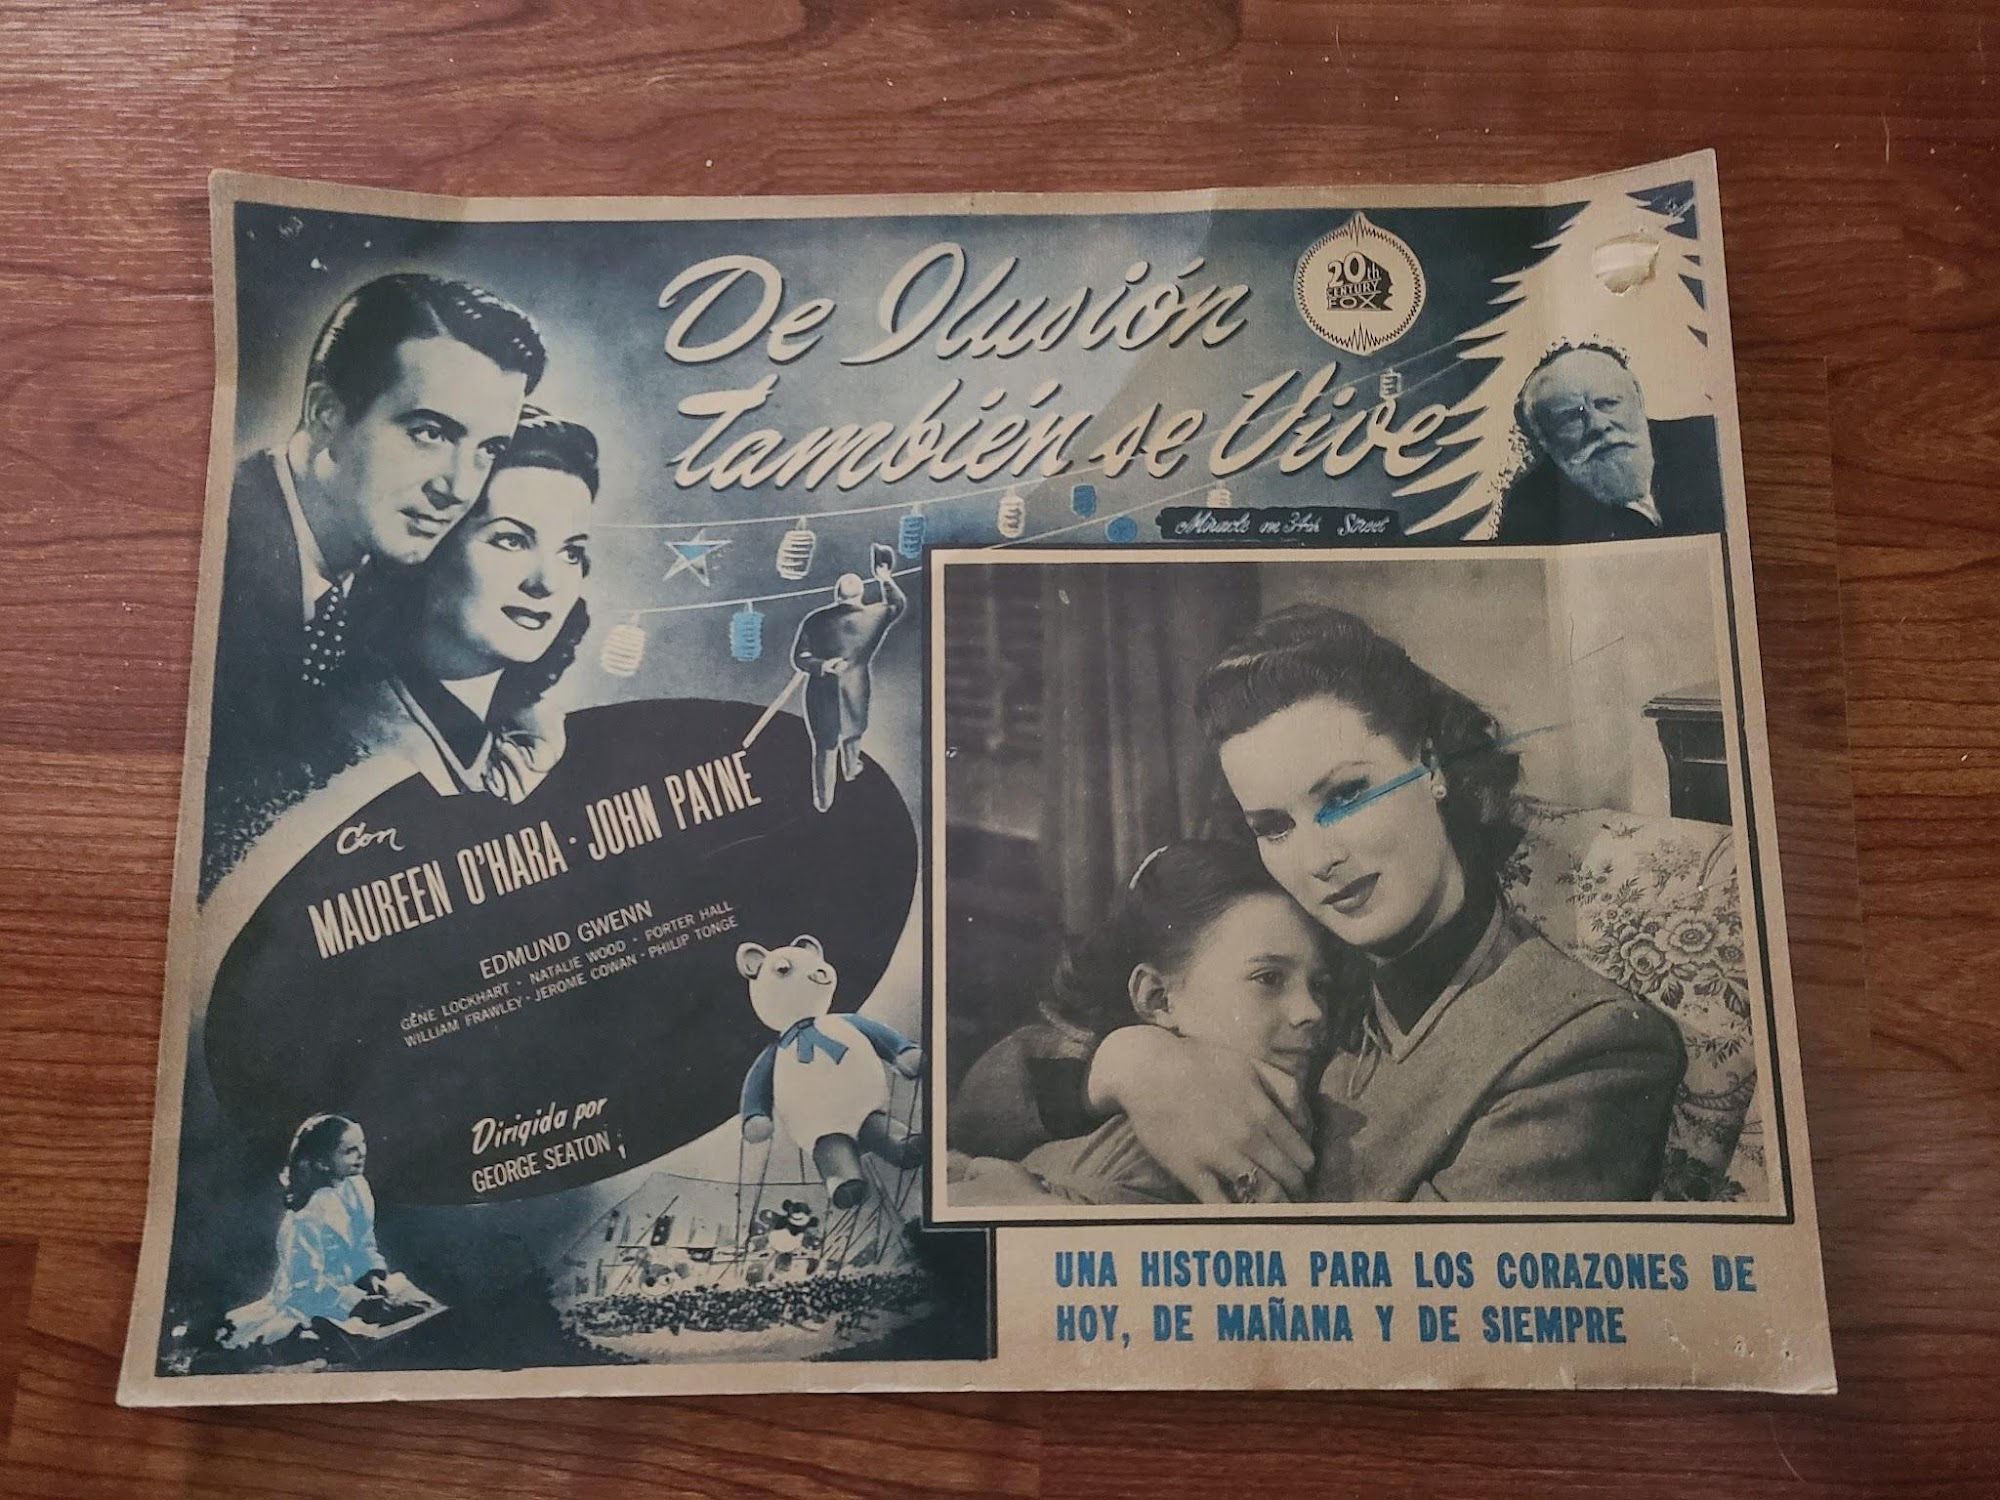 De Ilusión
También se Vive
20th
CENTURY
FOX
Miracle on 34th Street
con
MAUREEN O'HARA · JOHN PAYNE
EDMUND GWENN
GENE LOCKHART · NATALIE WOOD · PORTER HALL
WILLIAM FRAWLEY · JEROME COWAN · PHILIP TONGE
Dirigida por
GEORGE SEATON
UNA HISTORIA PARA LOS CORAZONES DE
HOY, DE MAÑANA Y DE SIEMPRE